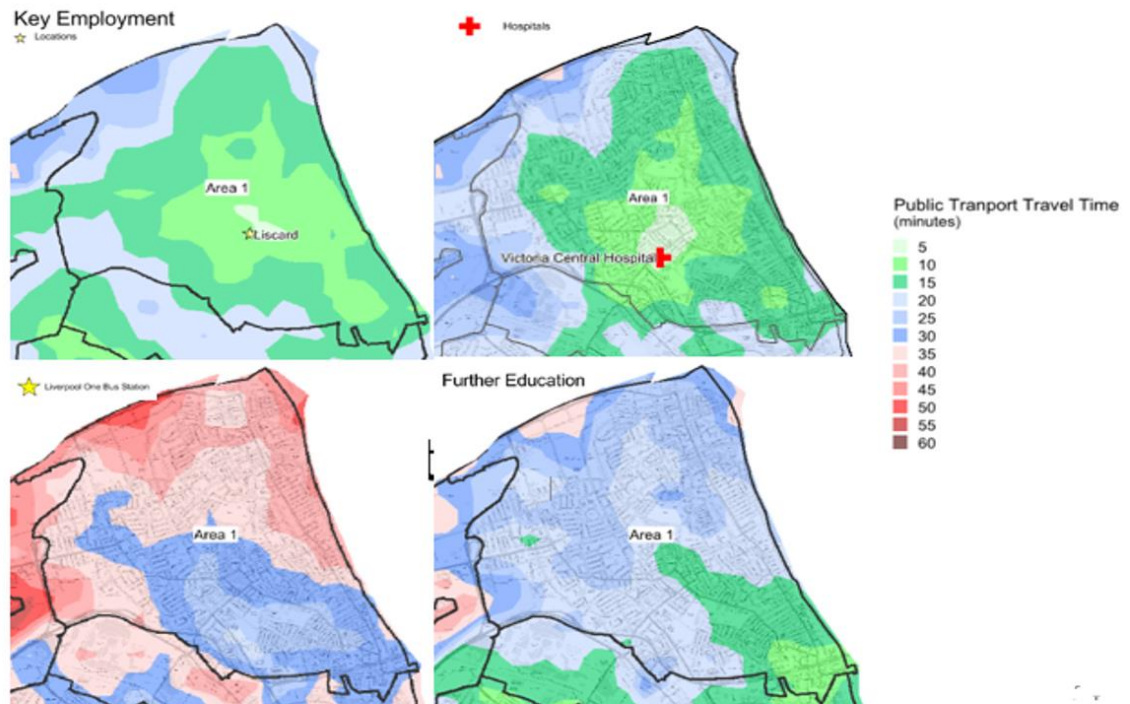 Key Employment
Locations
Area 1
Liscard
Hospitals
Area 1
Victoria Central Hospital
Liverpool One Bus Station
Area 1
Further Education
Area 1
Public Tranport Travel Time
(minutes)
5
10
15
20
25
30
35
40
45
50
55
60